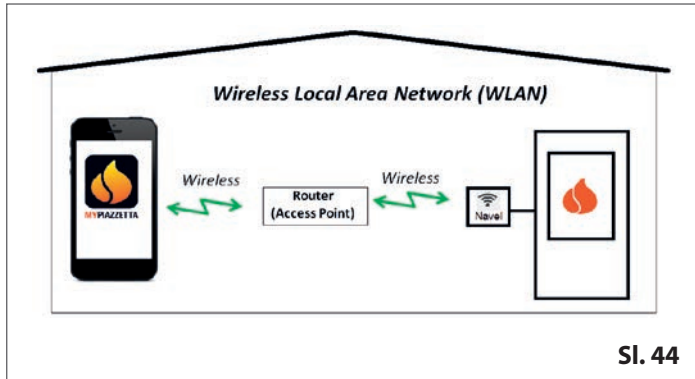 Wireless Local Area Network (WLAN)
MYPIAZZETTA
Wireless
Router
(Access Point)
Wireless
Navel
Sl. 44